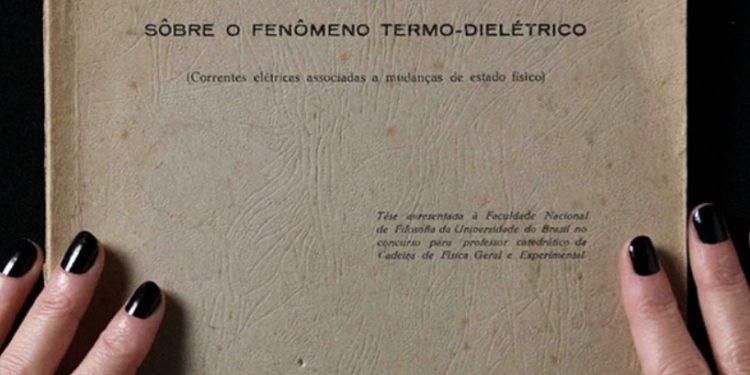 SÔBRE O FENÔMENO TERMO-DIELÉTRICO
(Correntes elétricas associadas a mudanças de estado físico)
Tése apresentada à Faculdade Nacional
de Filosofia da Universidade do Brasil no
concurso para professor catedrático da
Cadeira de Física Geral e Experimental.